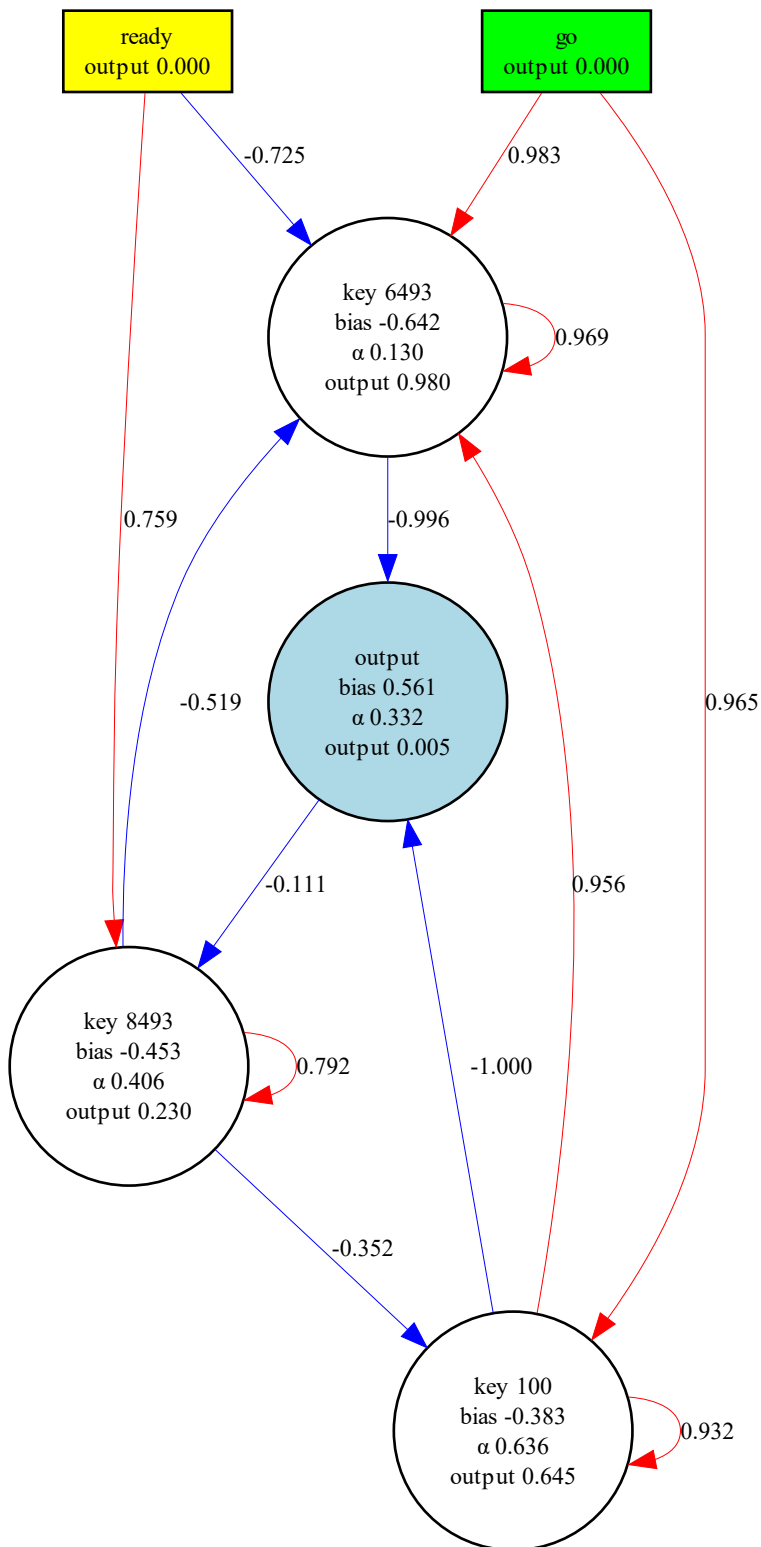 ready
output 0.000
go
output 0.000
-0.725
0.983
key 6493
bias -0.642
α 0.130
output 0.980
0.969
0.759
-0.996
output
bias 0.561
α 0.332
output 0.005
-0.519
0.965
-0.111
0.956
key 8493
bias -0.453
α 0.406
output 0.230
0.792
-1.000
-0.352
key 100
bias -0.383
α 0.636
output 0.645
0.932